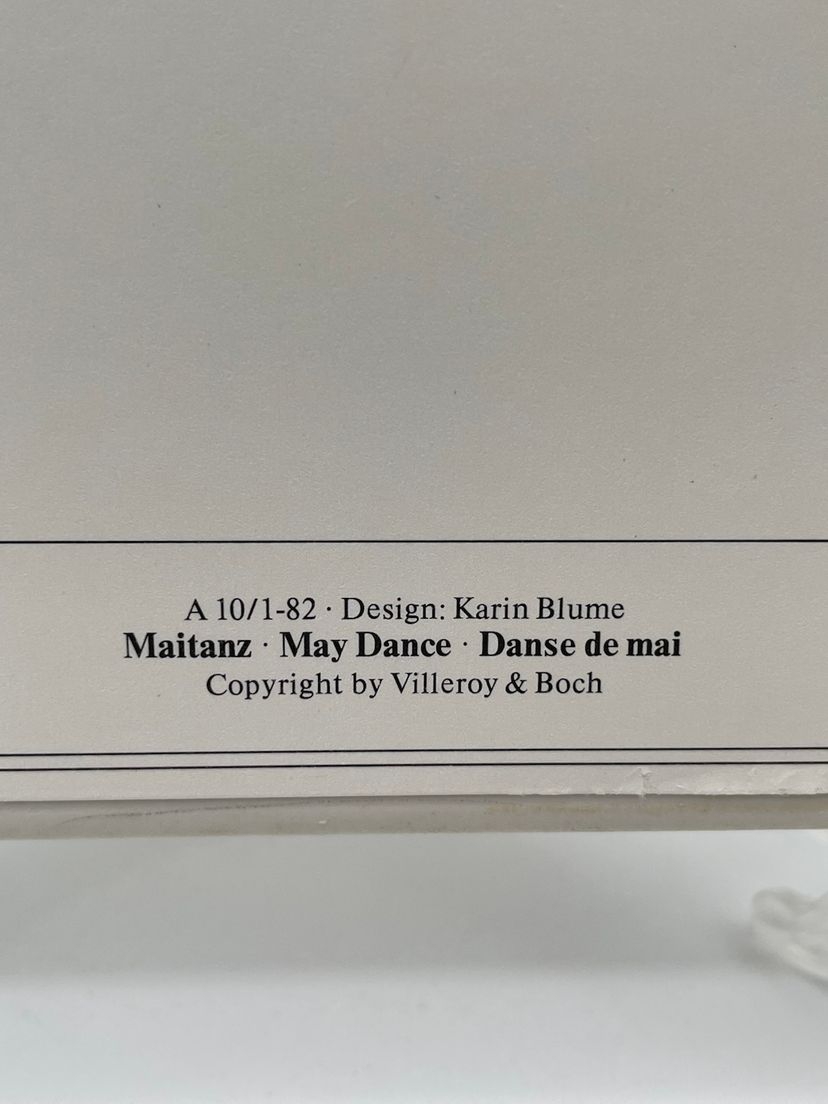 A 10/1-82 · Design: Karin Blume
Maitanz · May Dance · Danse de mai
Copyright by Villeroy & Boch